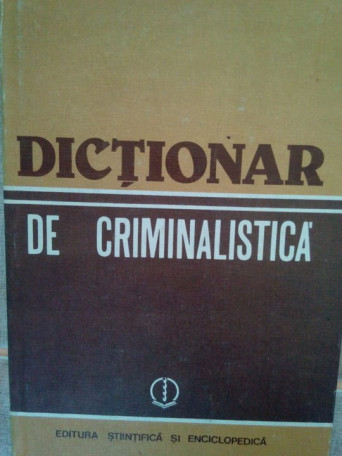 DICȚIONAR
DE CRIMINALISTICĂ
EDITURA ȘTIINȚIFICĂ ȘI ENCICLOPEDICĂ